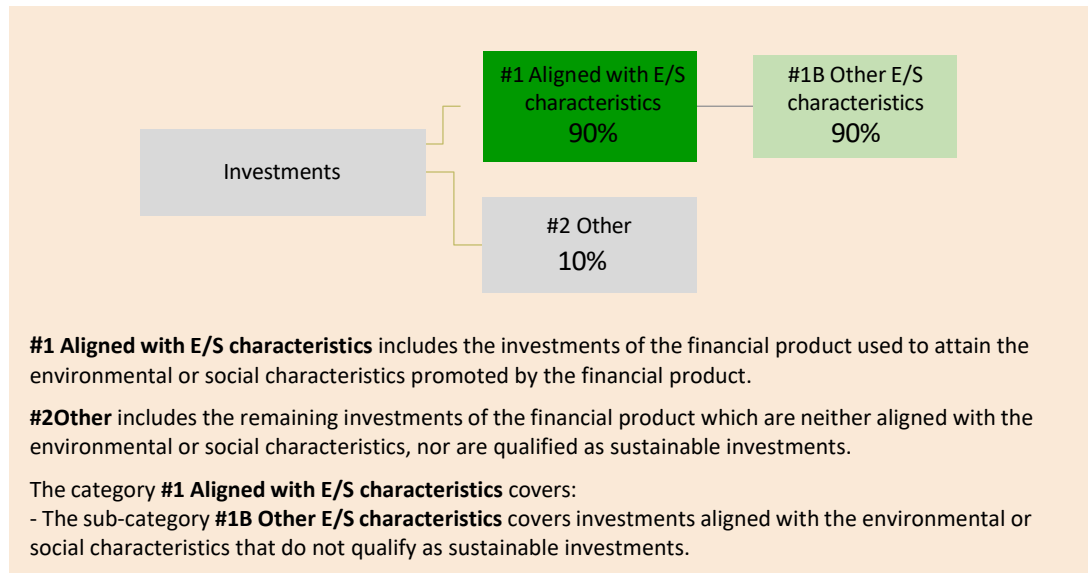 #1 Aligned with E/S
characteristics
90%
#1B Other E/S
characteristics
90%
Investments
#2 Other
10%
#1 Aligned with E/S characteristics includes the investments of the financial product used to attain the
environmental or social characteristics promoted by the financial product.
#2Other includes the remaining investments of the financial product which are neither aligned with the
environmental or social characteristics, nor are qualified as sustainable investments.
The category #1 Aligned with E/S characteristics covers:
- The sub-category #1B Other E/S characteristics covers investments aligned with the environmental or
social characteristics that do not qualify as sustainable investments.